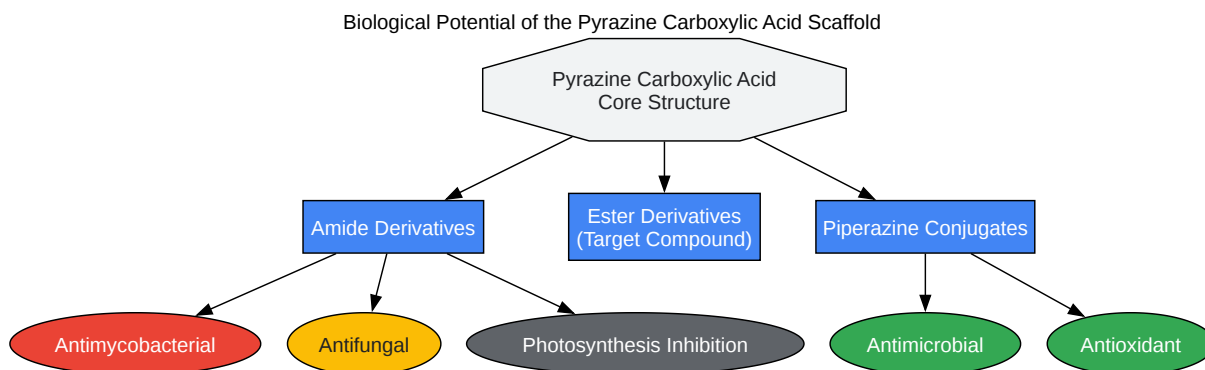 Biological Potential of the Pyrazine Carboxylic Acid Scaffold
Pyrazine Carboxylic Acid
Core Structure
Amide Derivatives
Ester Derivatives
(Target Compound)
Piperazine Conjugates
Antimycobacterial
Antifungal
Photosynthesis Inhibition
Antimicrobial
Antioxidant